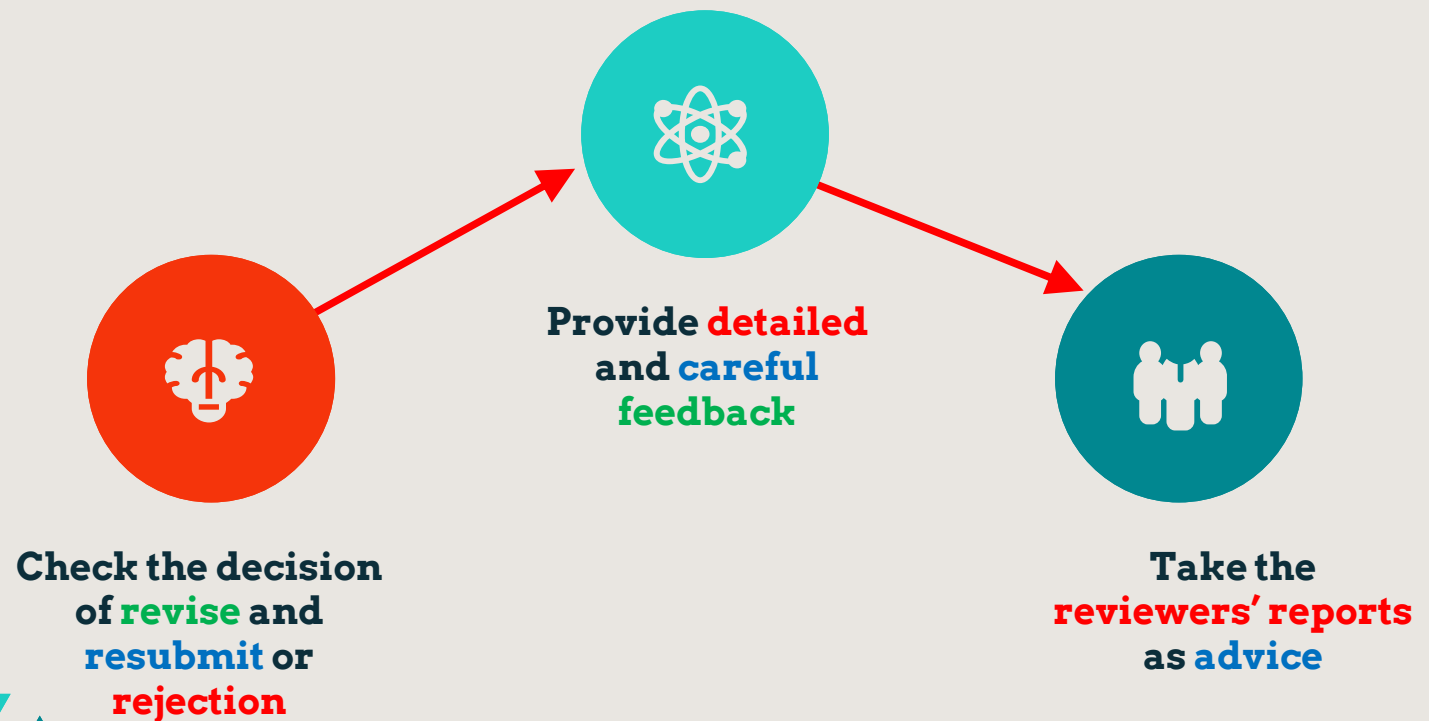 Check the decision
of revise and
resubmit or
rejection
Provide detailed
and careful
feedback
Take the
reviewers’ reports
as advice